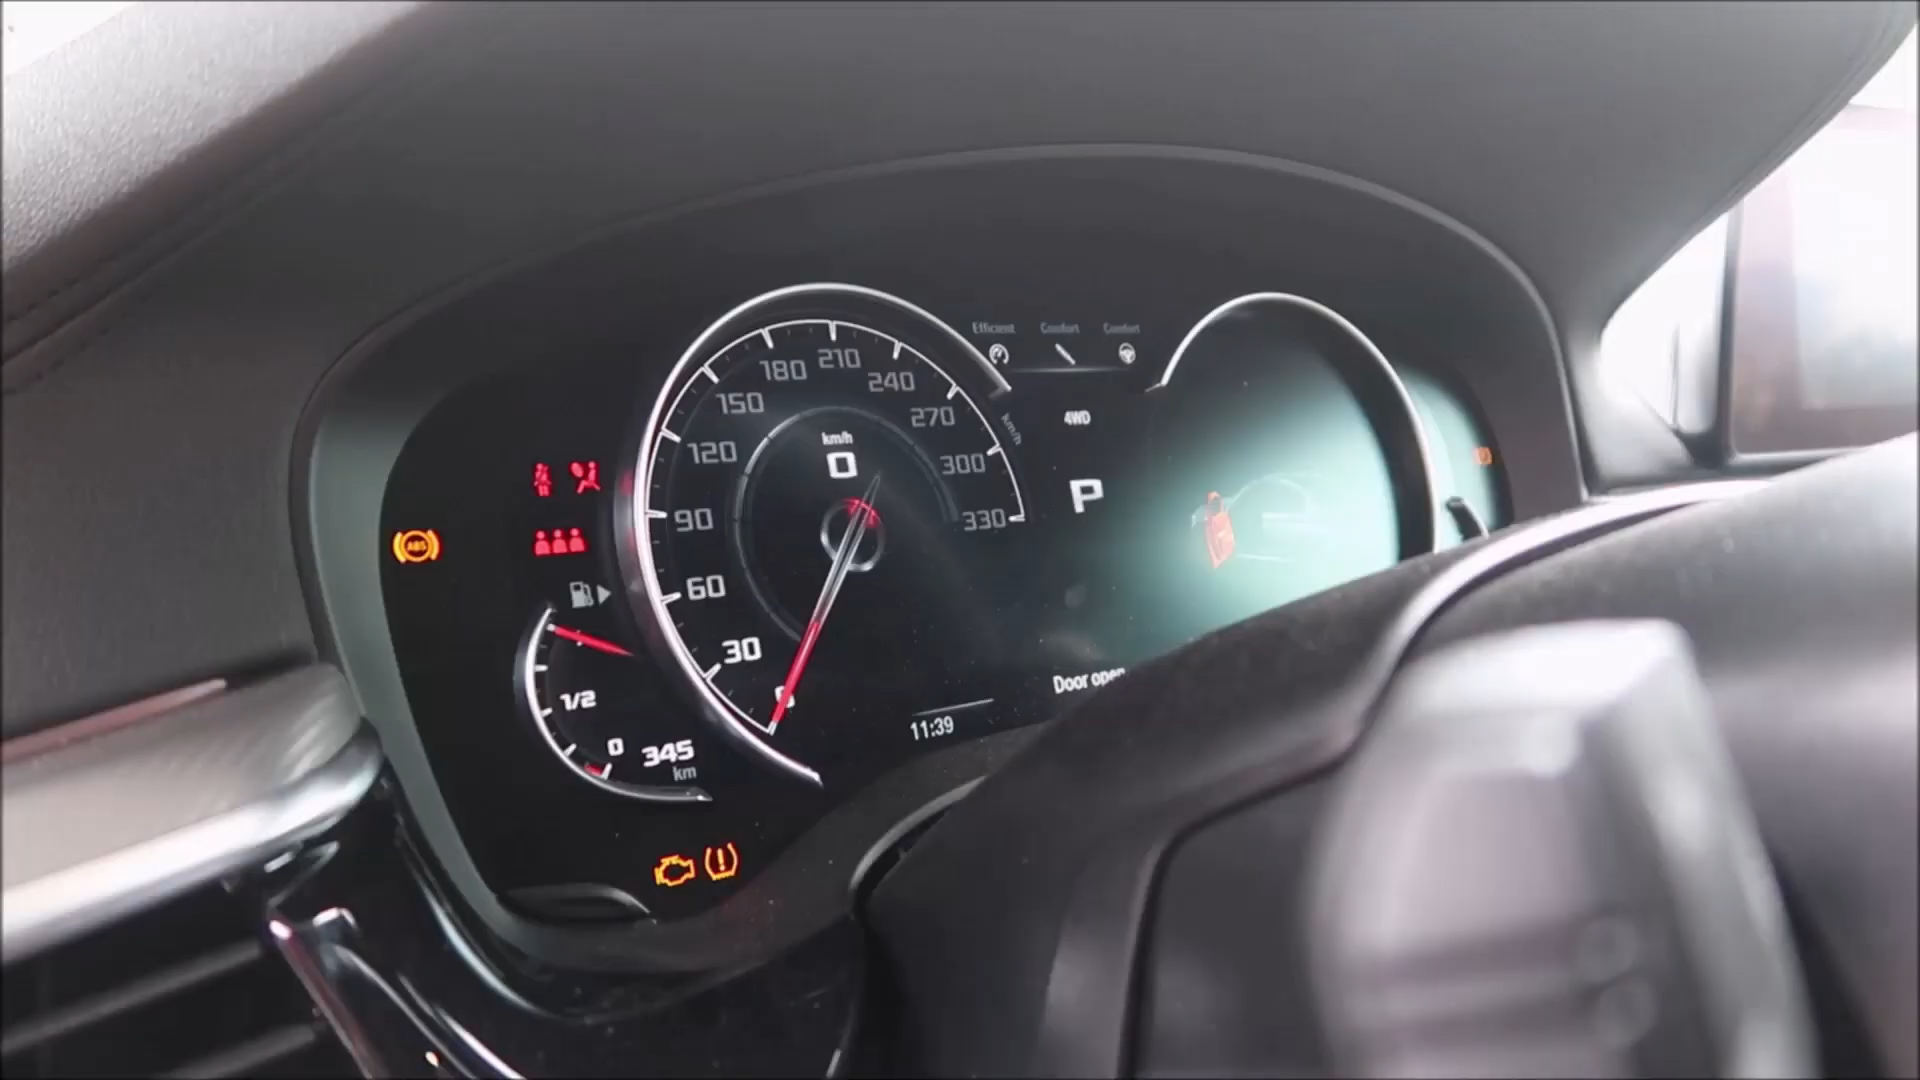 Efficient Comfort Comfort
180 210 240
150 270
km/h
120 km/h 300
0
90 330
60
30
4WD
P
ABS
1/2
0 345
km
11:39
Door open